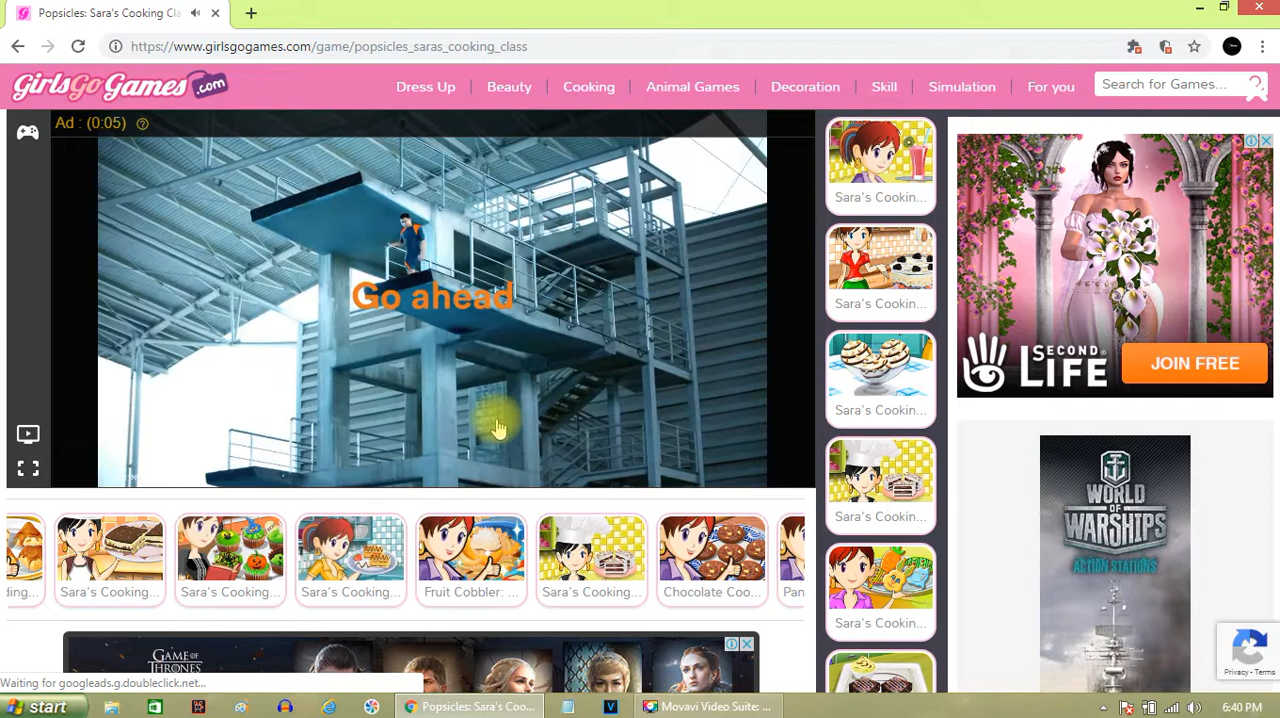 Popsicles: Sara's Cooking Cla
https://www.girlsgogames.com/game/popsicles_saras_cooking_class
GirlsGoGames.com
Dress Up
Beauty
Cooking
Animal Games
Decoration
Skill
Simulation
For you
Search for Games...
Ad : (0:05)
Go ahead
Sara's Cookin...
Sara's Cookin...
Sara's Cookin...
Sara's Cookin...
Sara's Cookin...
SECOND
LIFE
JOIN FREE
WORLD
OF
WARSHIPS
ACTION STATIONS
ding...
Sara's Cooking...
Sara's Cooking...
Sara's Cooking...
Fruit Cobbler: ...
Sara's Cooking...
Chocolate Coo...
Pan
GAME OF
THRONES
Privacy - Terms
Waiting for googleads.g.doubleclick.net...
start
Popsicles: Sara's Coo...
Movavi Video Suite: ...
6:40 PM